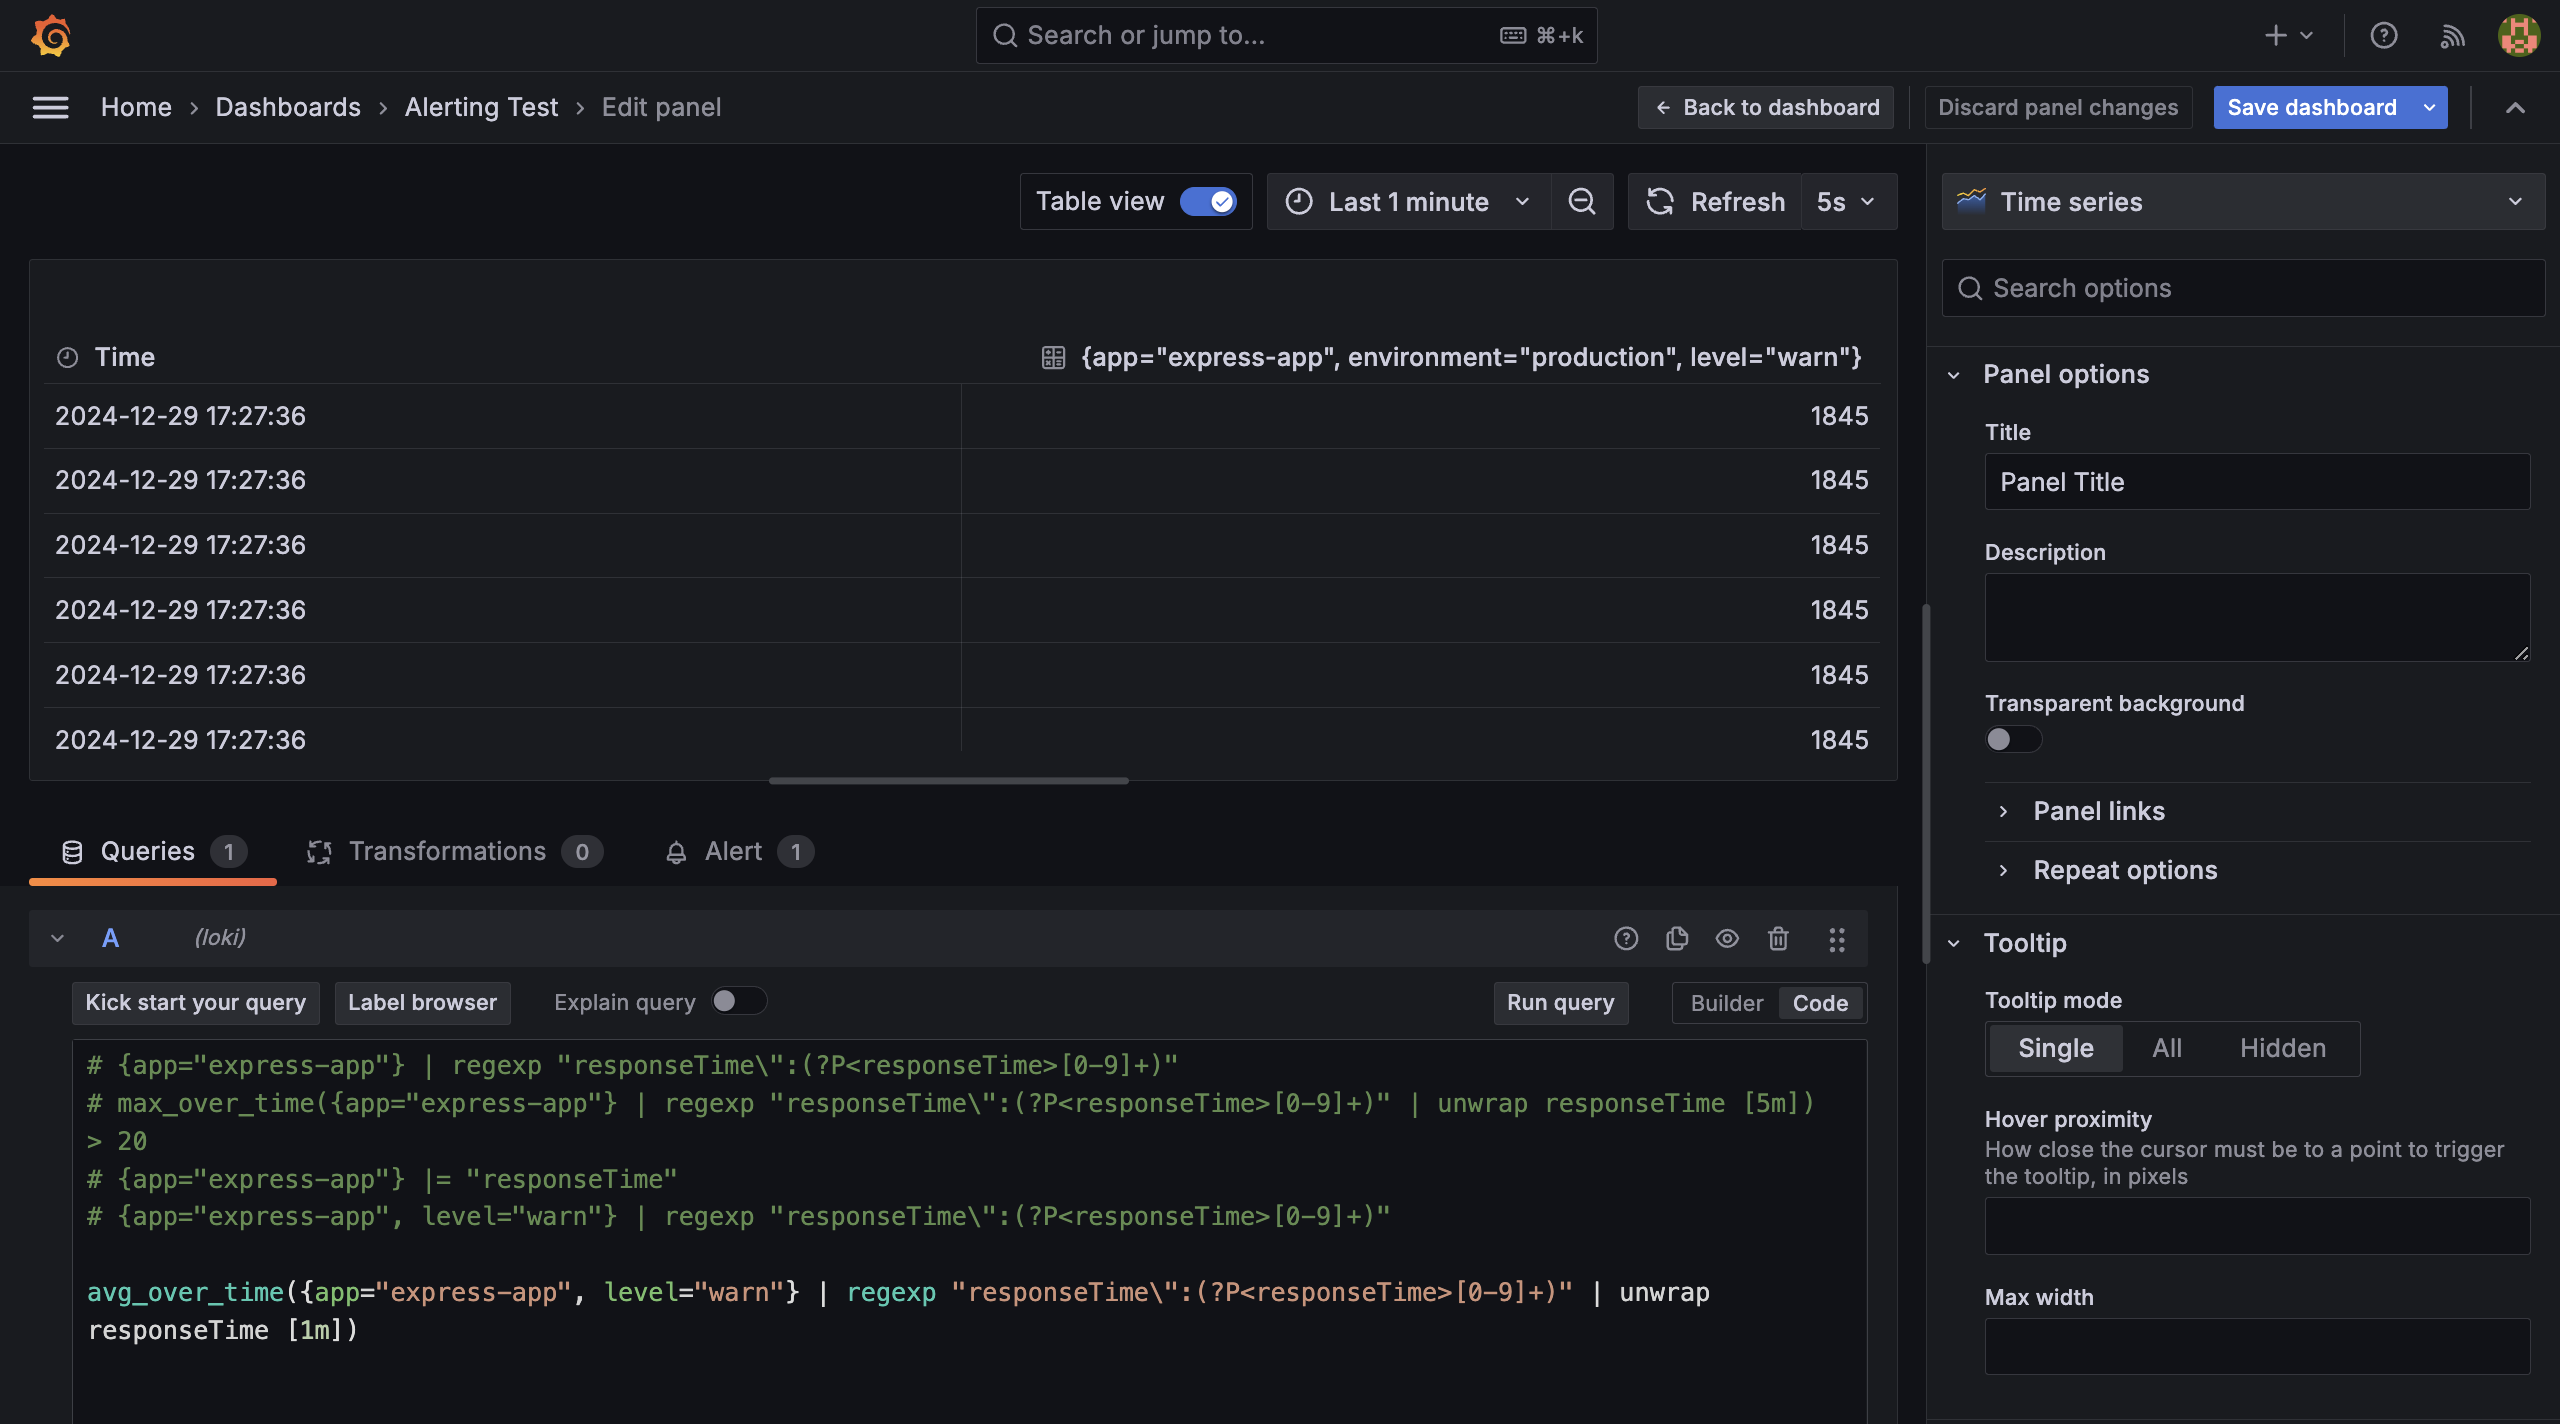 Search or jump to...
⌘+k
Home › Dashboards › Alerting Test › Edit panel
← Back to dashboard
Discard panel changes
Save dashboard
Table view
Last 1 minute
Refresh
5s
Time series
Search options
Time
{app="express-app", environment="production", level="warn"}
2024-12-29 17:27:36 1845
2024-12-29 17:27:36 1845
2024-12-29 17:27:36 1845
2024-12-29 17:27:36 1845
2024-12-29 17:27:36 1845
2024-12-29 17:27:36 1845
Queries 1
Transformations 0
Alert 1
A (loki)
Kick start your query
Label browser
Explain query
Run query
Builder
Code
# {app="express-app"} | regexp "responseTime\":(?P<responseTime>[0-9]+)"
# max_over_time({app="express-app"} | regexp "responseTime\":(?P<responseTime>[0-9]+)" | unwrap responseTime [5m])
> 20
# {app="express-app"} |= "responseTime"
# {app="express-app", level="warn"} | regexp "responseTime\":(?P<responseTime>[0-9]+)"
avg_over_time({app="express-app", level="warn"} | regexp "responseTime\":(?P<responseTime>[0-9]+)" | unwrap
responseTime [1m])
Panel options
Title
Panel Title
Description
Transparent background
Panel links
Repeat options
Tooltip
Tooltip mode
Single
All
Hidden
Hover proximity
How close the cursor must be to a point to trigger
the tooltip, in pixels
Max width